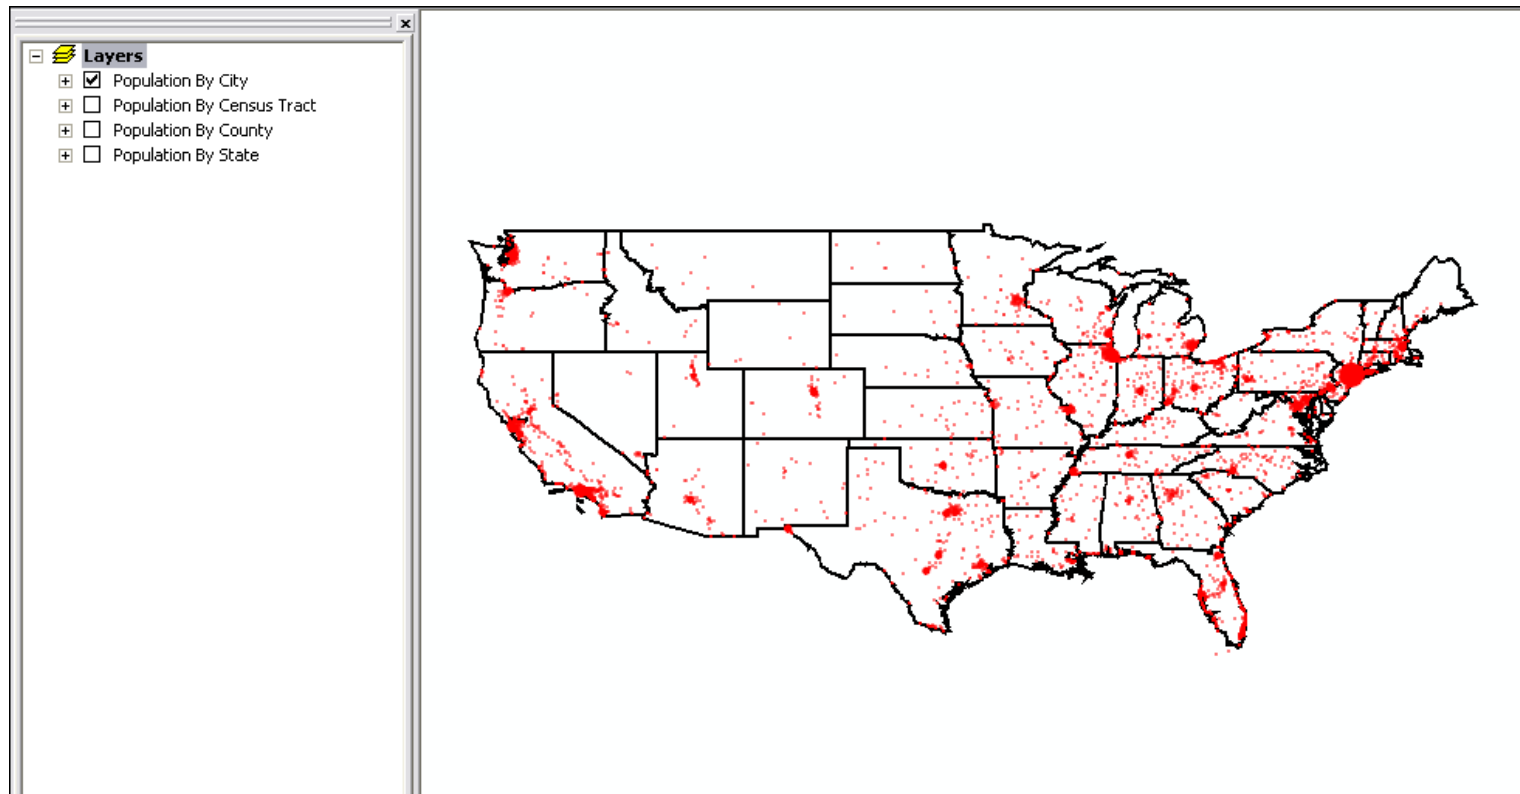 Layers
Population By City
Population By Census Tract
Population By County
Population By State